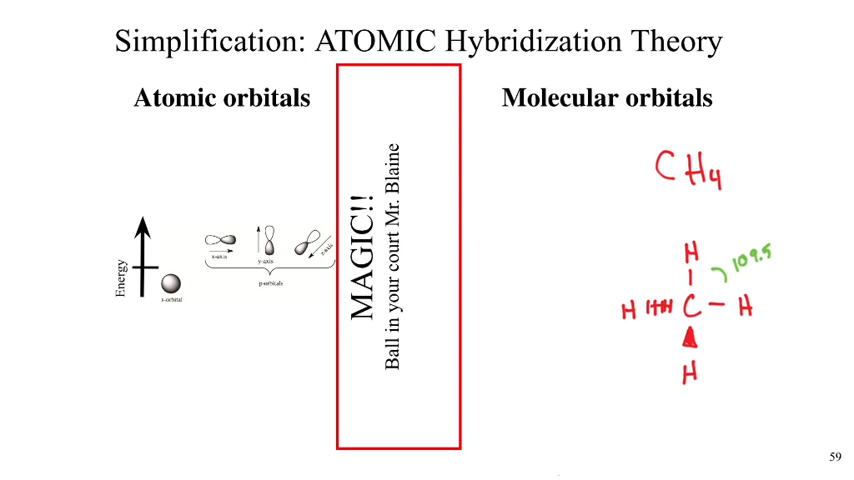 Simplification: ATOMIC Hybridization Theory
Atomic orbitals
Molecular orbitals
MAGIC!!
Ball in your court Mr. Blaine
Energy
s-orbital
x-axis
y-axis
z-axis
p-orbitals
CH4
H
109.5
H C H
H
59